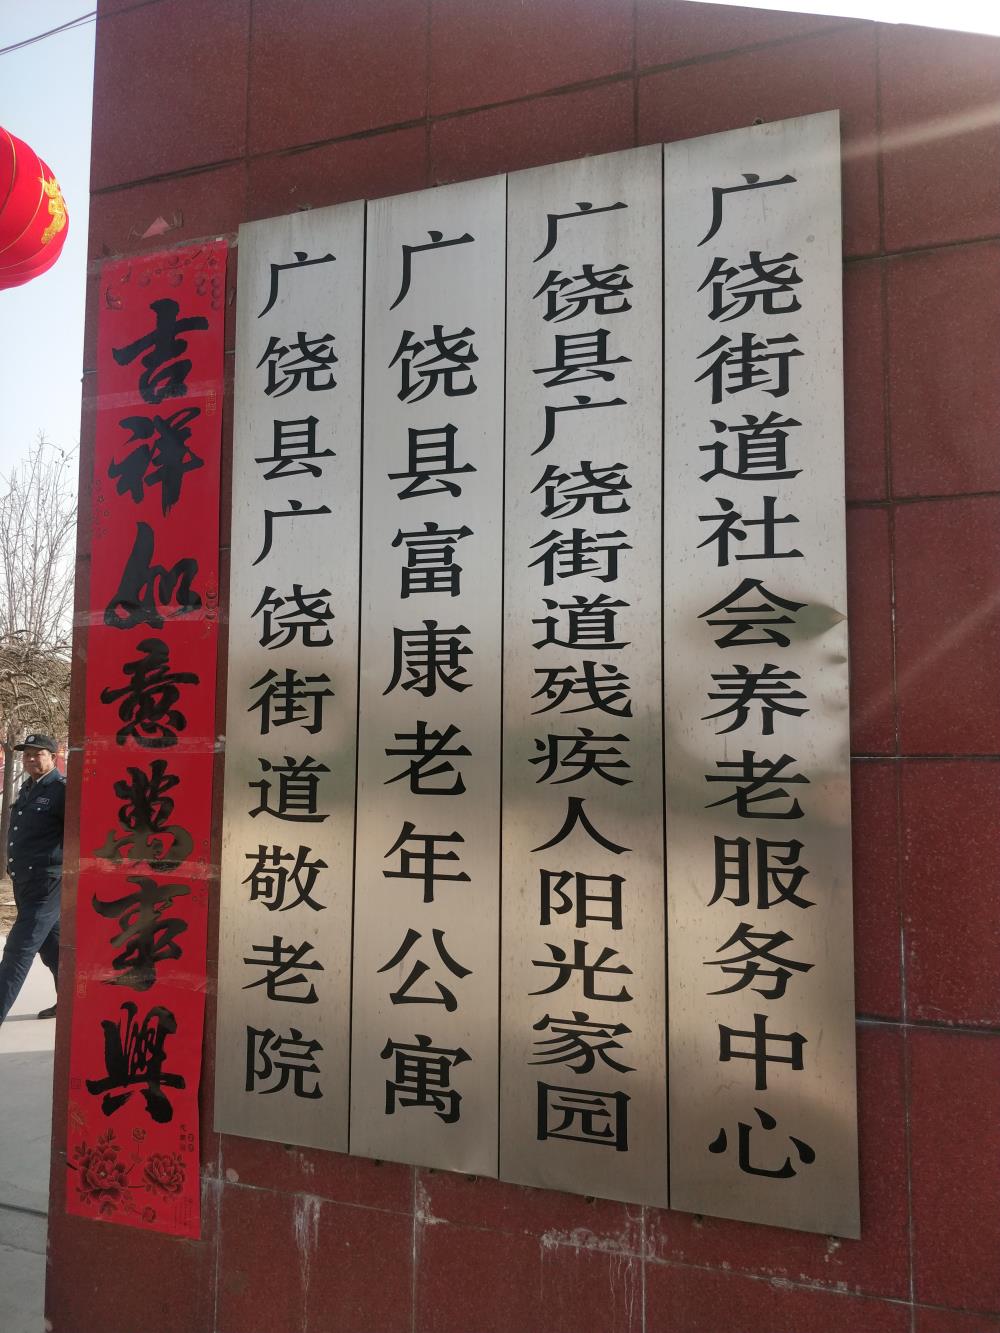 广饶街道社会养老服务中心
广饶县广饶街道残疾人阳光家园
广饶县富康老年公寓
广饶县广饶街道敬老院
吉祥如意萬事興